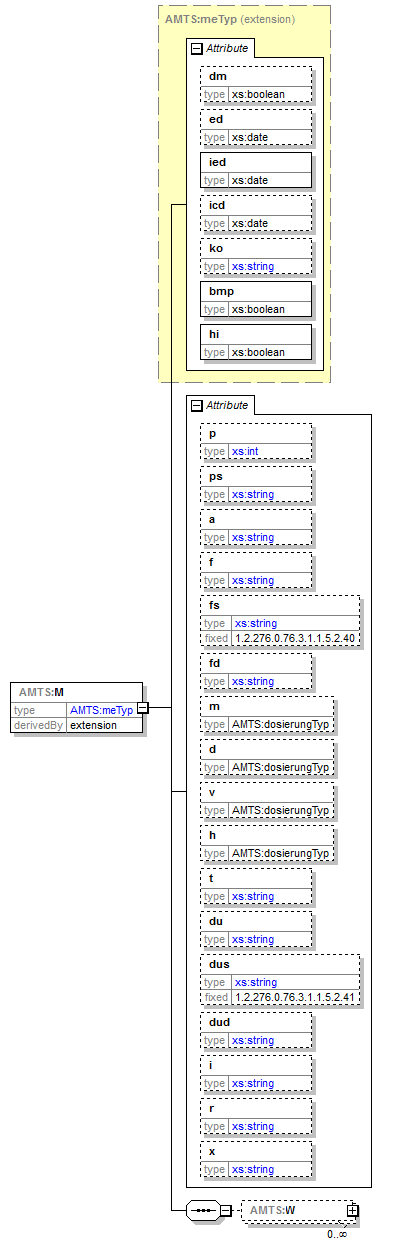 AMTS:meTyp (extension)
Attribute
dm
type xs:boolean
ed
type xs:date
ied
type xs:date
icd
type xs:date
ko
type xs:string
bmp
type xs:boolean
hi
type xs:boolean
Attribute
p
type xs:int
ps
type xs:string
a
type xs:string
f
type xs:string
fs
type xs:string
fixed 1.2.276.0.76.3.1.1.5.2.40
fd
type xs:string
m
type AMTS:dosierungTyp
d
type AMTS:dosierungTyp
v
type AMTS:dosierungTyp
h
type AMTS:dosierungTyp
t
type xs:string
du
type xs:string
dus
type xs:string
fixed 1.2.276.0.76.3.1.1.5.2.41
dud
type xs:string
i
type xs:string
r
type xs:string
x
type xs:string
AMTS:M
type AMTS:meTyp
derivedBy extension
AMTS:W
0..∞